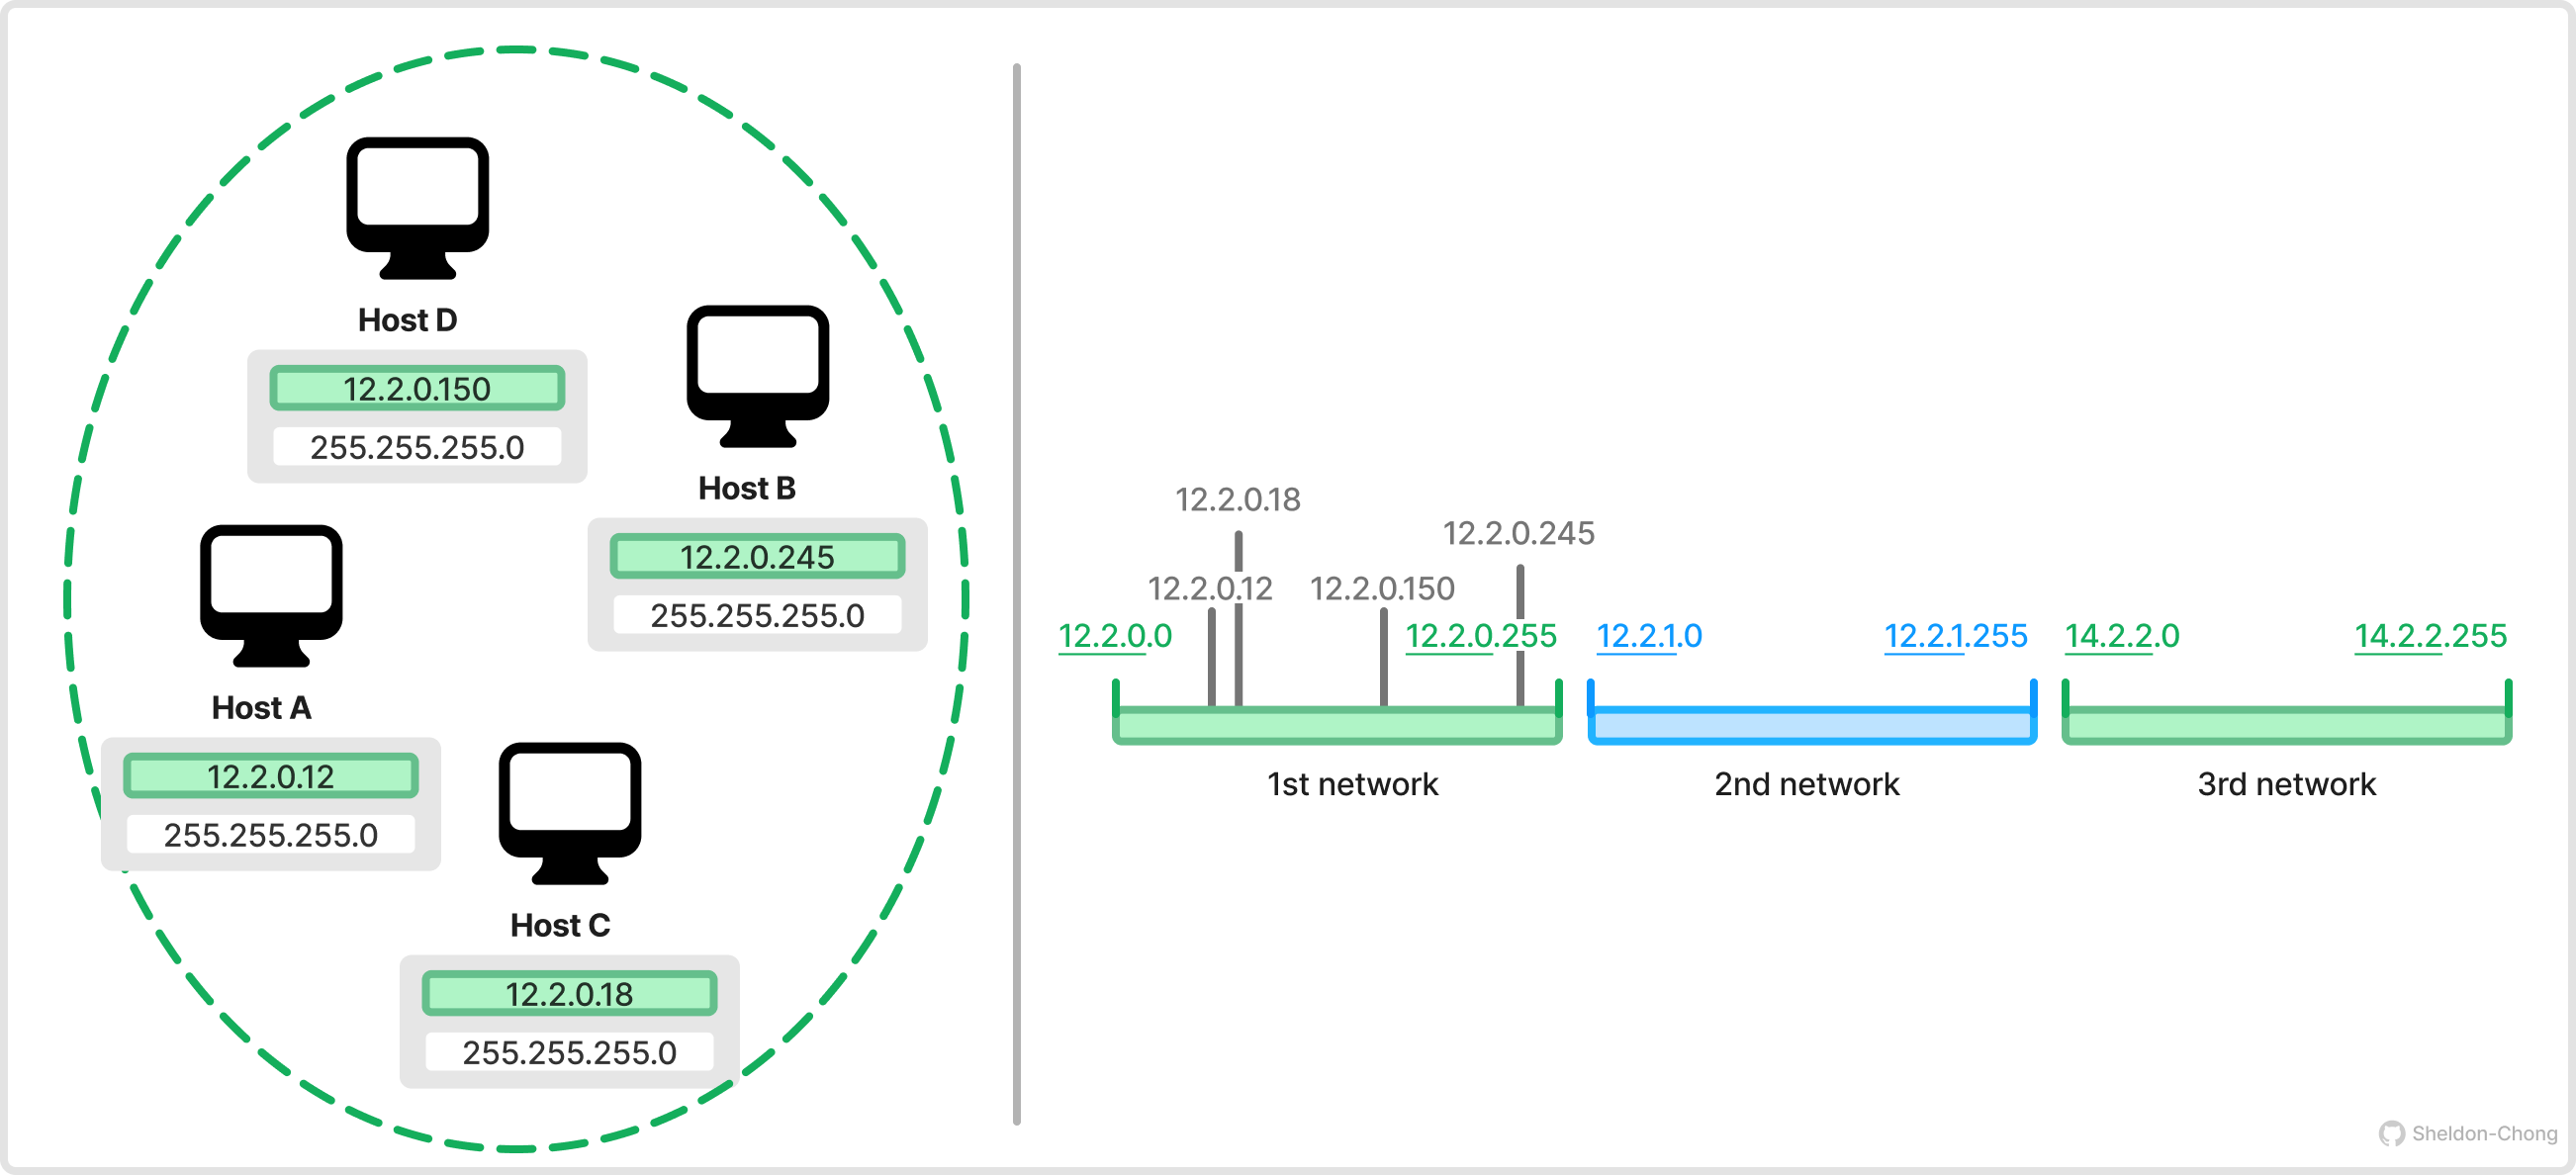 Host D
12.2.0.150
255.255.255.0
Host B
12.2.0.245
255.255.255.0
Host A
12.2.0.12
255.255.255.0
Host C
12.2.0.18
255.255.255.0
12.2.0.18
12.2.0.245
12.2.0.12 12.2.0.150
12.2.0.0 12.2.0.255 12.2.1.0 12.2.1.255 14.2.2.0 14.2.2.255
1st network 2nd network 3rd network
Sheldon-Chong